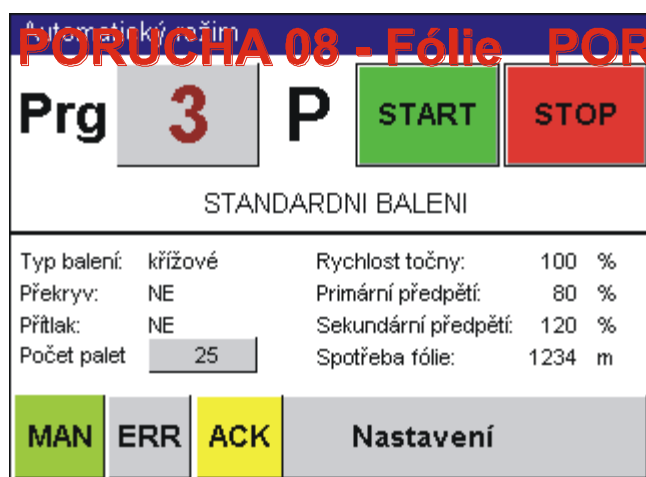 Automatický režim
PORUCHA 08 - Fólie POR
Prg 3 P START STOP
STANDARDNI BALENI
Typ balení: křížové Rychlost točny: 100 %
Překryv: NE Primární předpětí: 80 %
Přítlak: NE Sekundární předpětí: 120 %
Počet palet 25 Spotřeba fólie: 1234 m
MAN ERR ACK Nastavení